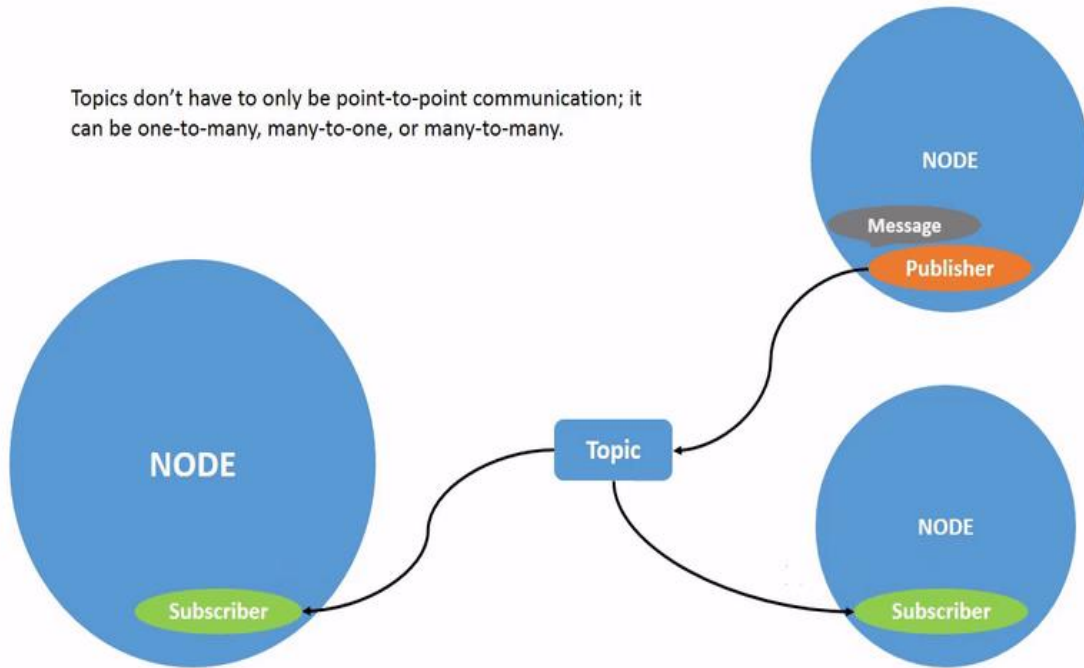 Topics don’t have to only be point-to-point communication; it
can be one-to-many, many-to-one, or many-to-many.
NODE
Message
Publisher
Topic
NODE
Subscriber
NODE
Subscriber